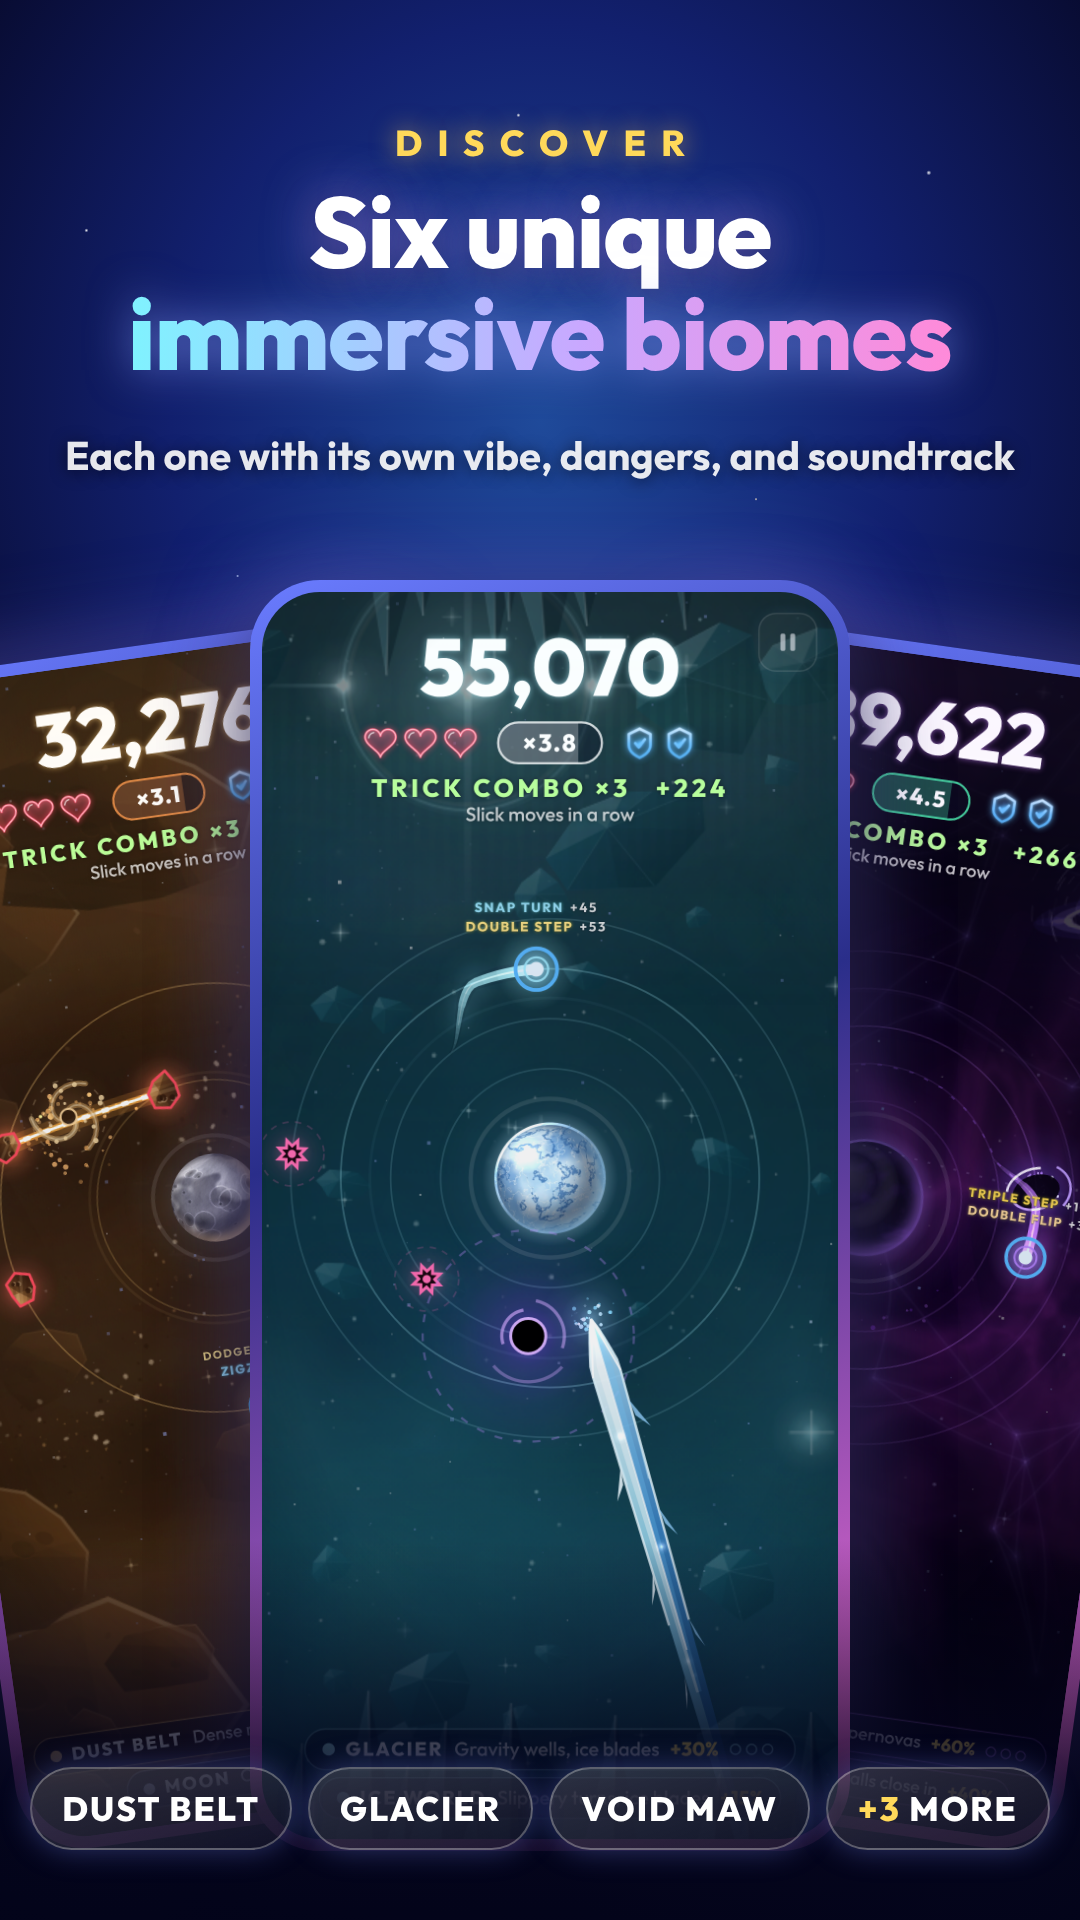 DISCOVER
Six unique
immersive biomes
Each one with its own vibe, dangers, and soundtrack
32,276
×3.1
TRICK COMBO ×3
Slick moves in a row
DUST BELT Dense
MOON
55,070
×3.8
TRICK COMBO ×3 +224
Slick moves in a row
SNAP TURN +45
DOUBLE STEP +53
GLACIER Gravity wells, ice blades +30%
9,622
×4.5
COMBO ×3 +266
moves in a row
TRIPLE STEP
DOUBLE FLIP
+60%
DUST BELT
GLACIER
VOID MAW
+3 MORE